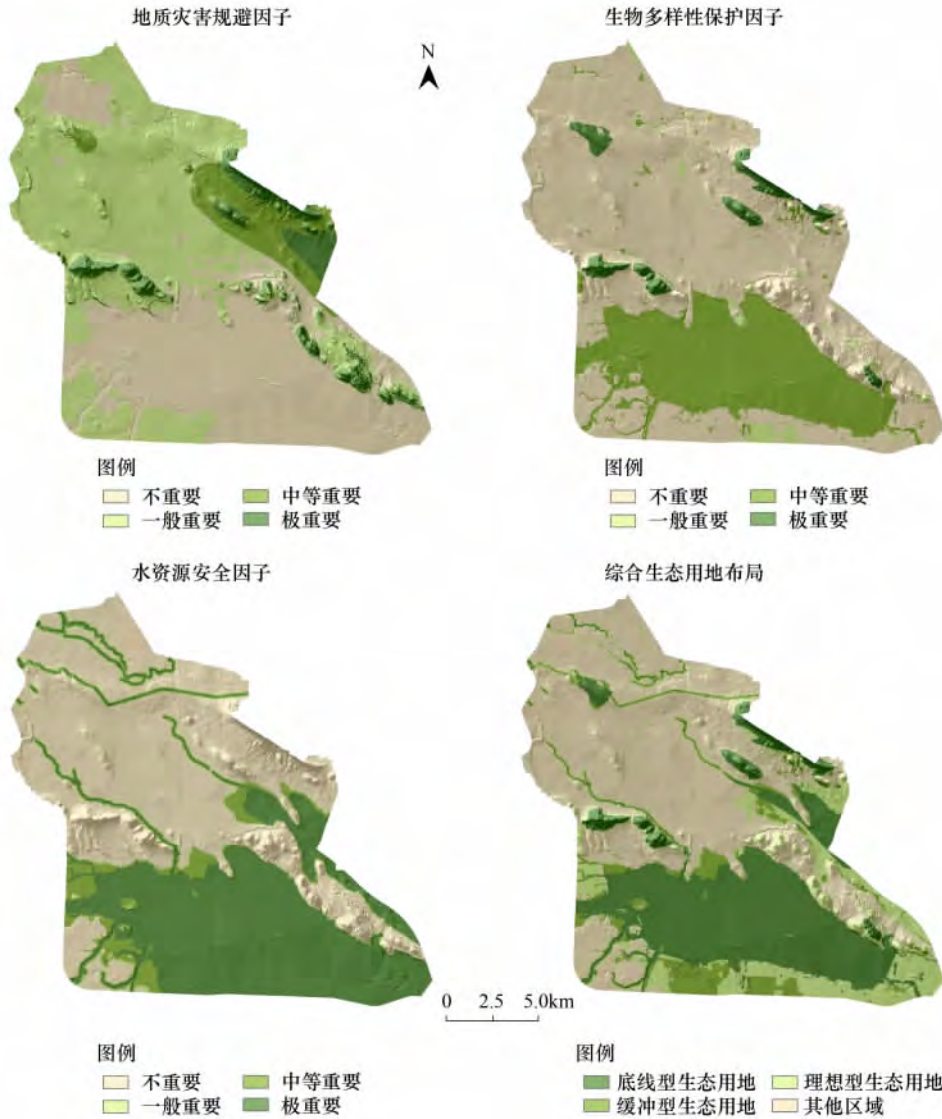 地质灾害规避因子
生物多样性保护因子
N
图例
不重要 中等重要
一般重要 极重要
图例
不重要 中等重要
一般重要 极重要
水资源安全因子
综合生态用地布局
0 2.5 5.0km
图例
不重要 中等重要
一般重要 极重要
图例
底线型生态用地 理想型生态用地
缓冲型生态用地 其他区域